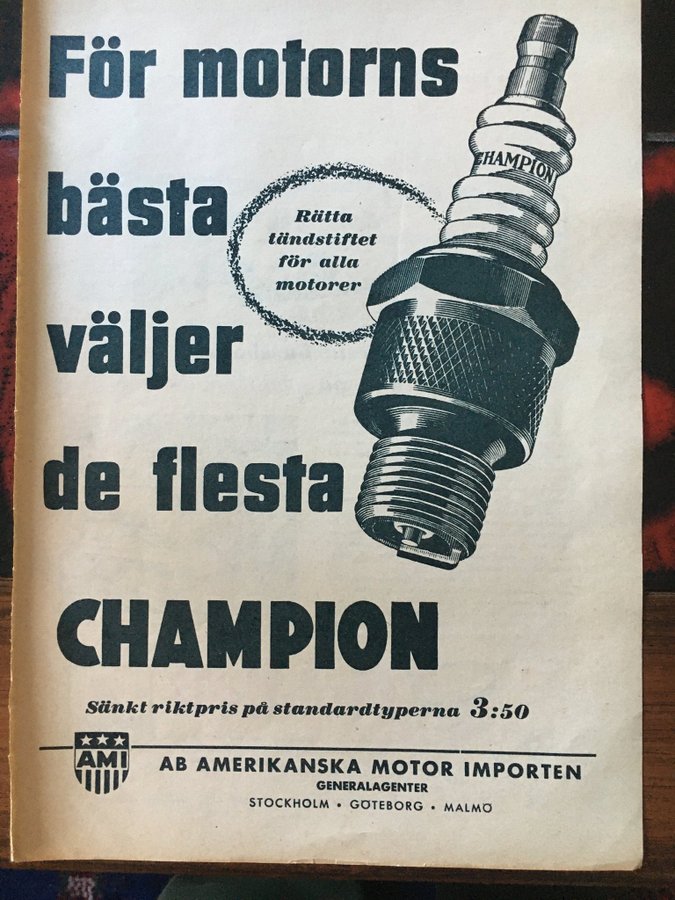 För motorns
bästa
väljer
de flesta
CHAMPION
Rätta
tändstiftet
för alla
motorer
CHAMPION
Sänkt riktpris på standardtyperna 3:50
AMI
AB AMERIKANSKA MOTOR IMPORTEN
GENERALAGENTER
STOCKHOLM • GÖTEBORG • MALMÖ